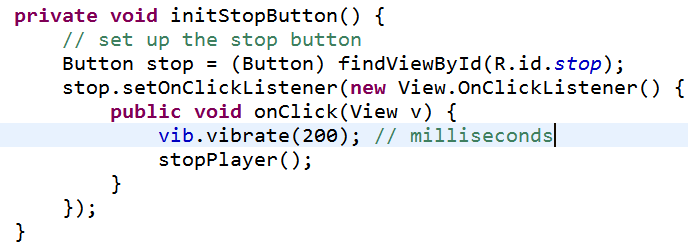 private void initStopButton() {
    // set up the stop button
    Button stop = (Button) findViewById(R.id.stop);
    stop.setOnClickListener(new View.OnClickListener() {
        public void onClick(View v) {
            vib.vibrate(200); // milliseconds
            stopPlayer();
        }
    });
}